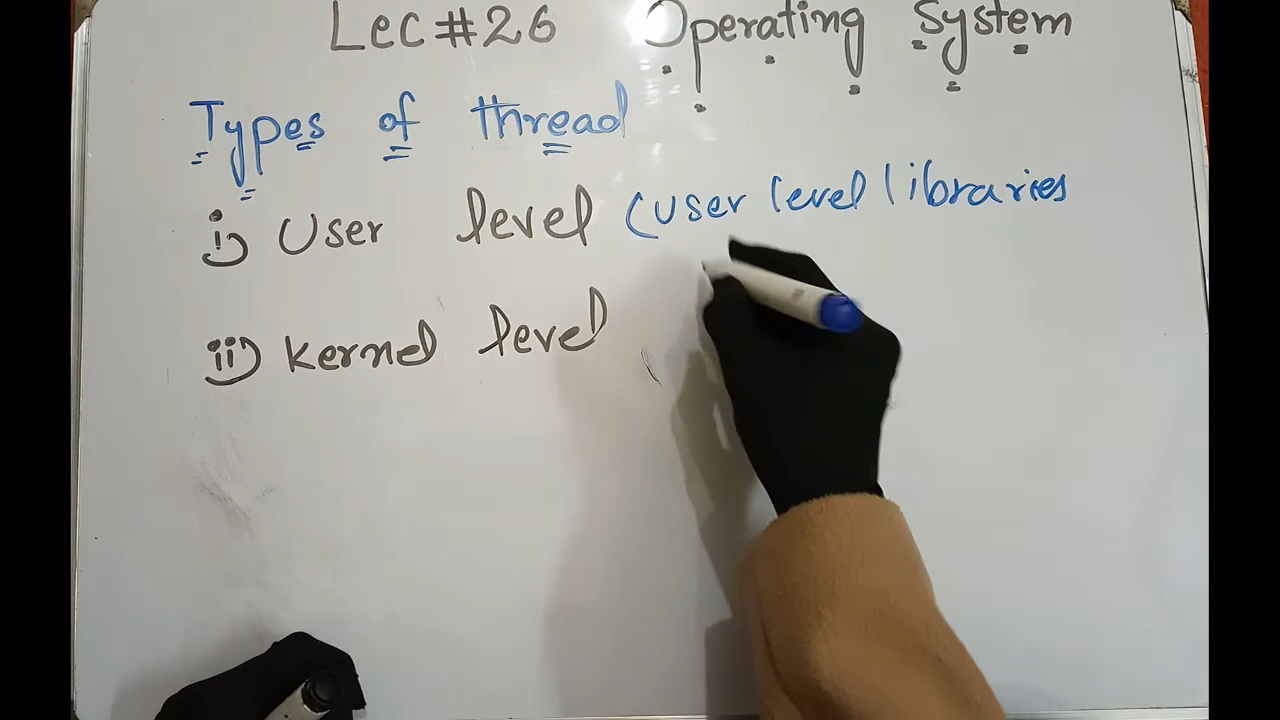 Lec#26 Operating System
Types of thread
i) User level (user level libraries
ii) Kernel level